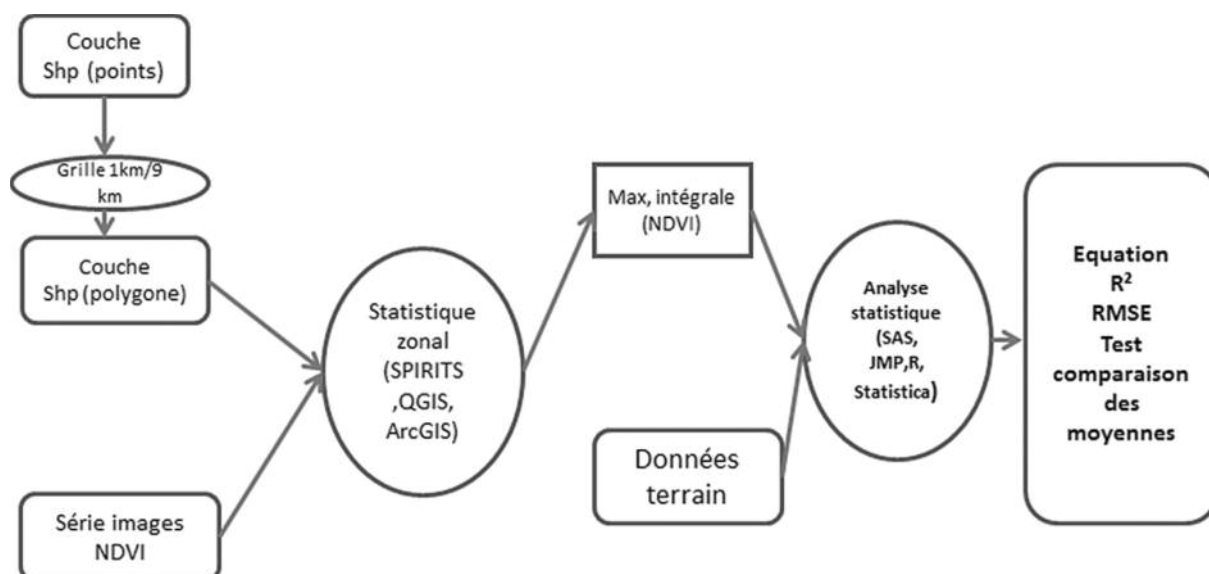 Couche
Shp (points)
Grille 1km/9
km
Couche
Shp (polygone)
Série images
NDVI
Statistique
zonal
(SPIRITS
,QGIS,
ArcGIS)
Max, intégrale
(NDVI)
Données
terrain
Analyse
statistique
(SAS,
JMP,R,
Statistica)
Equation
R²
RMSE
Test
comparaison
des
moyennes